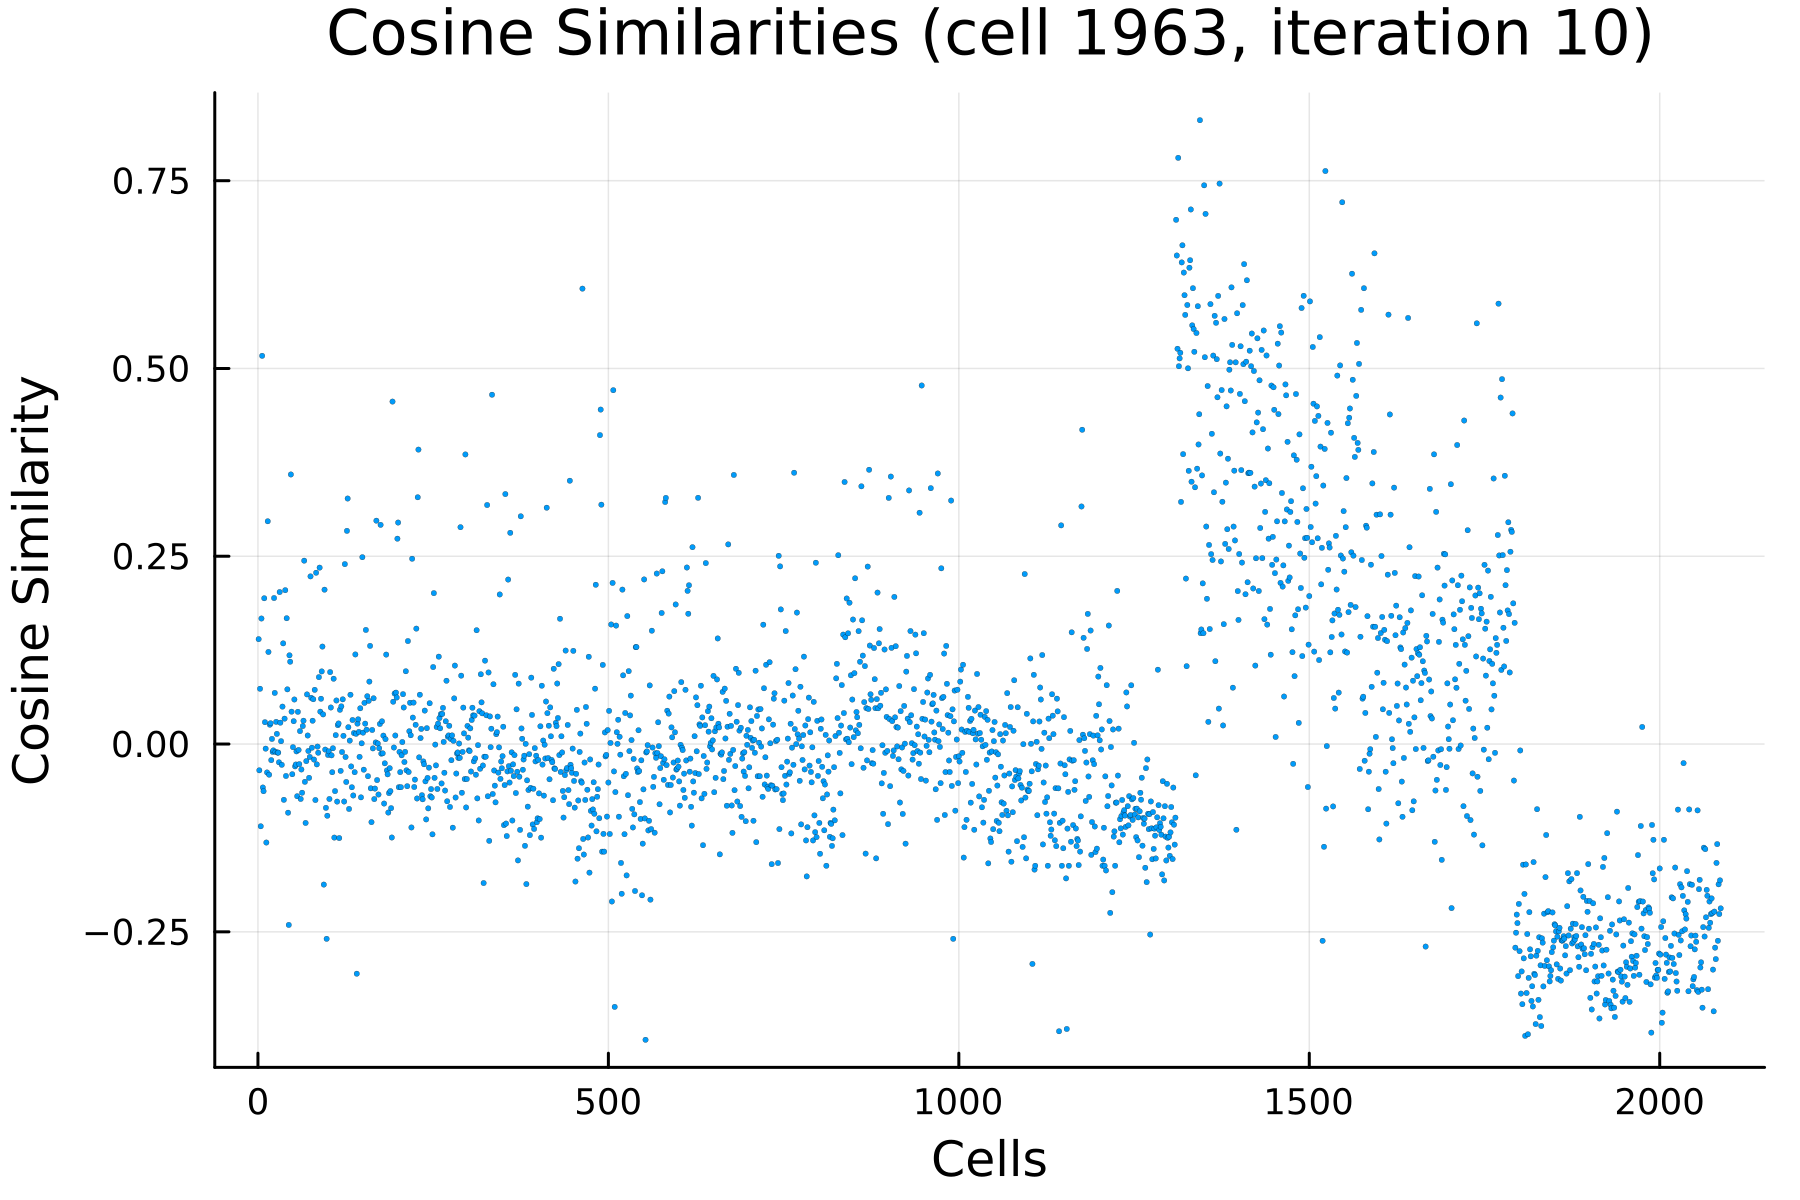 Cosine Similarities (cell 1963, iteration 10)
Cosine Similarity
0.75
0.50
0.25
0.00
−0.25
0 500 1000 1500 2000
Cells